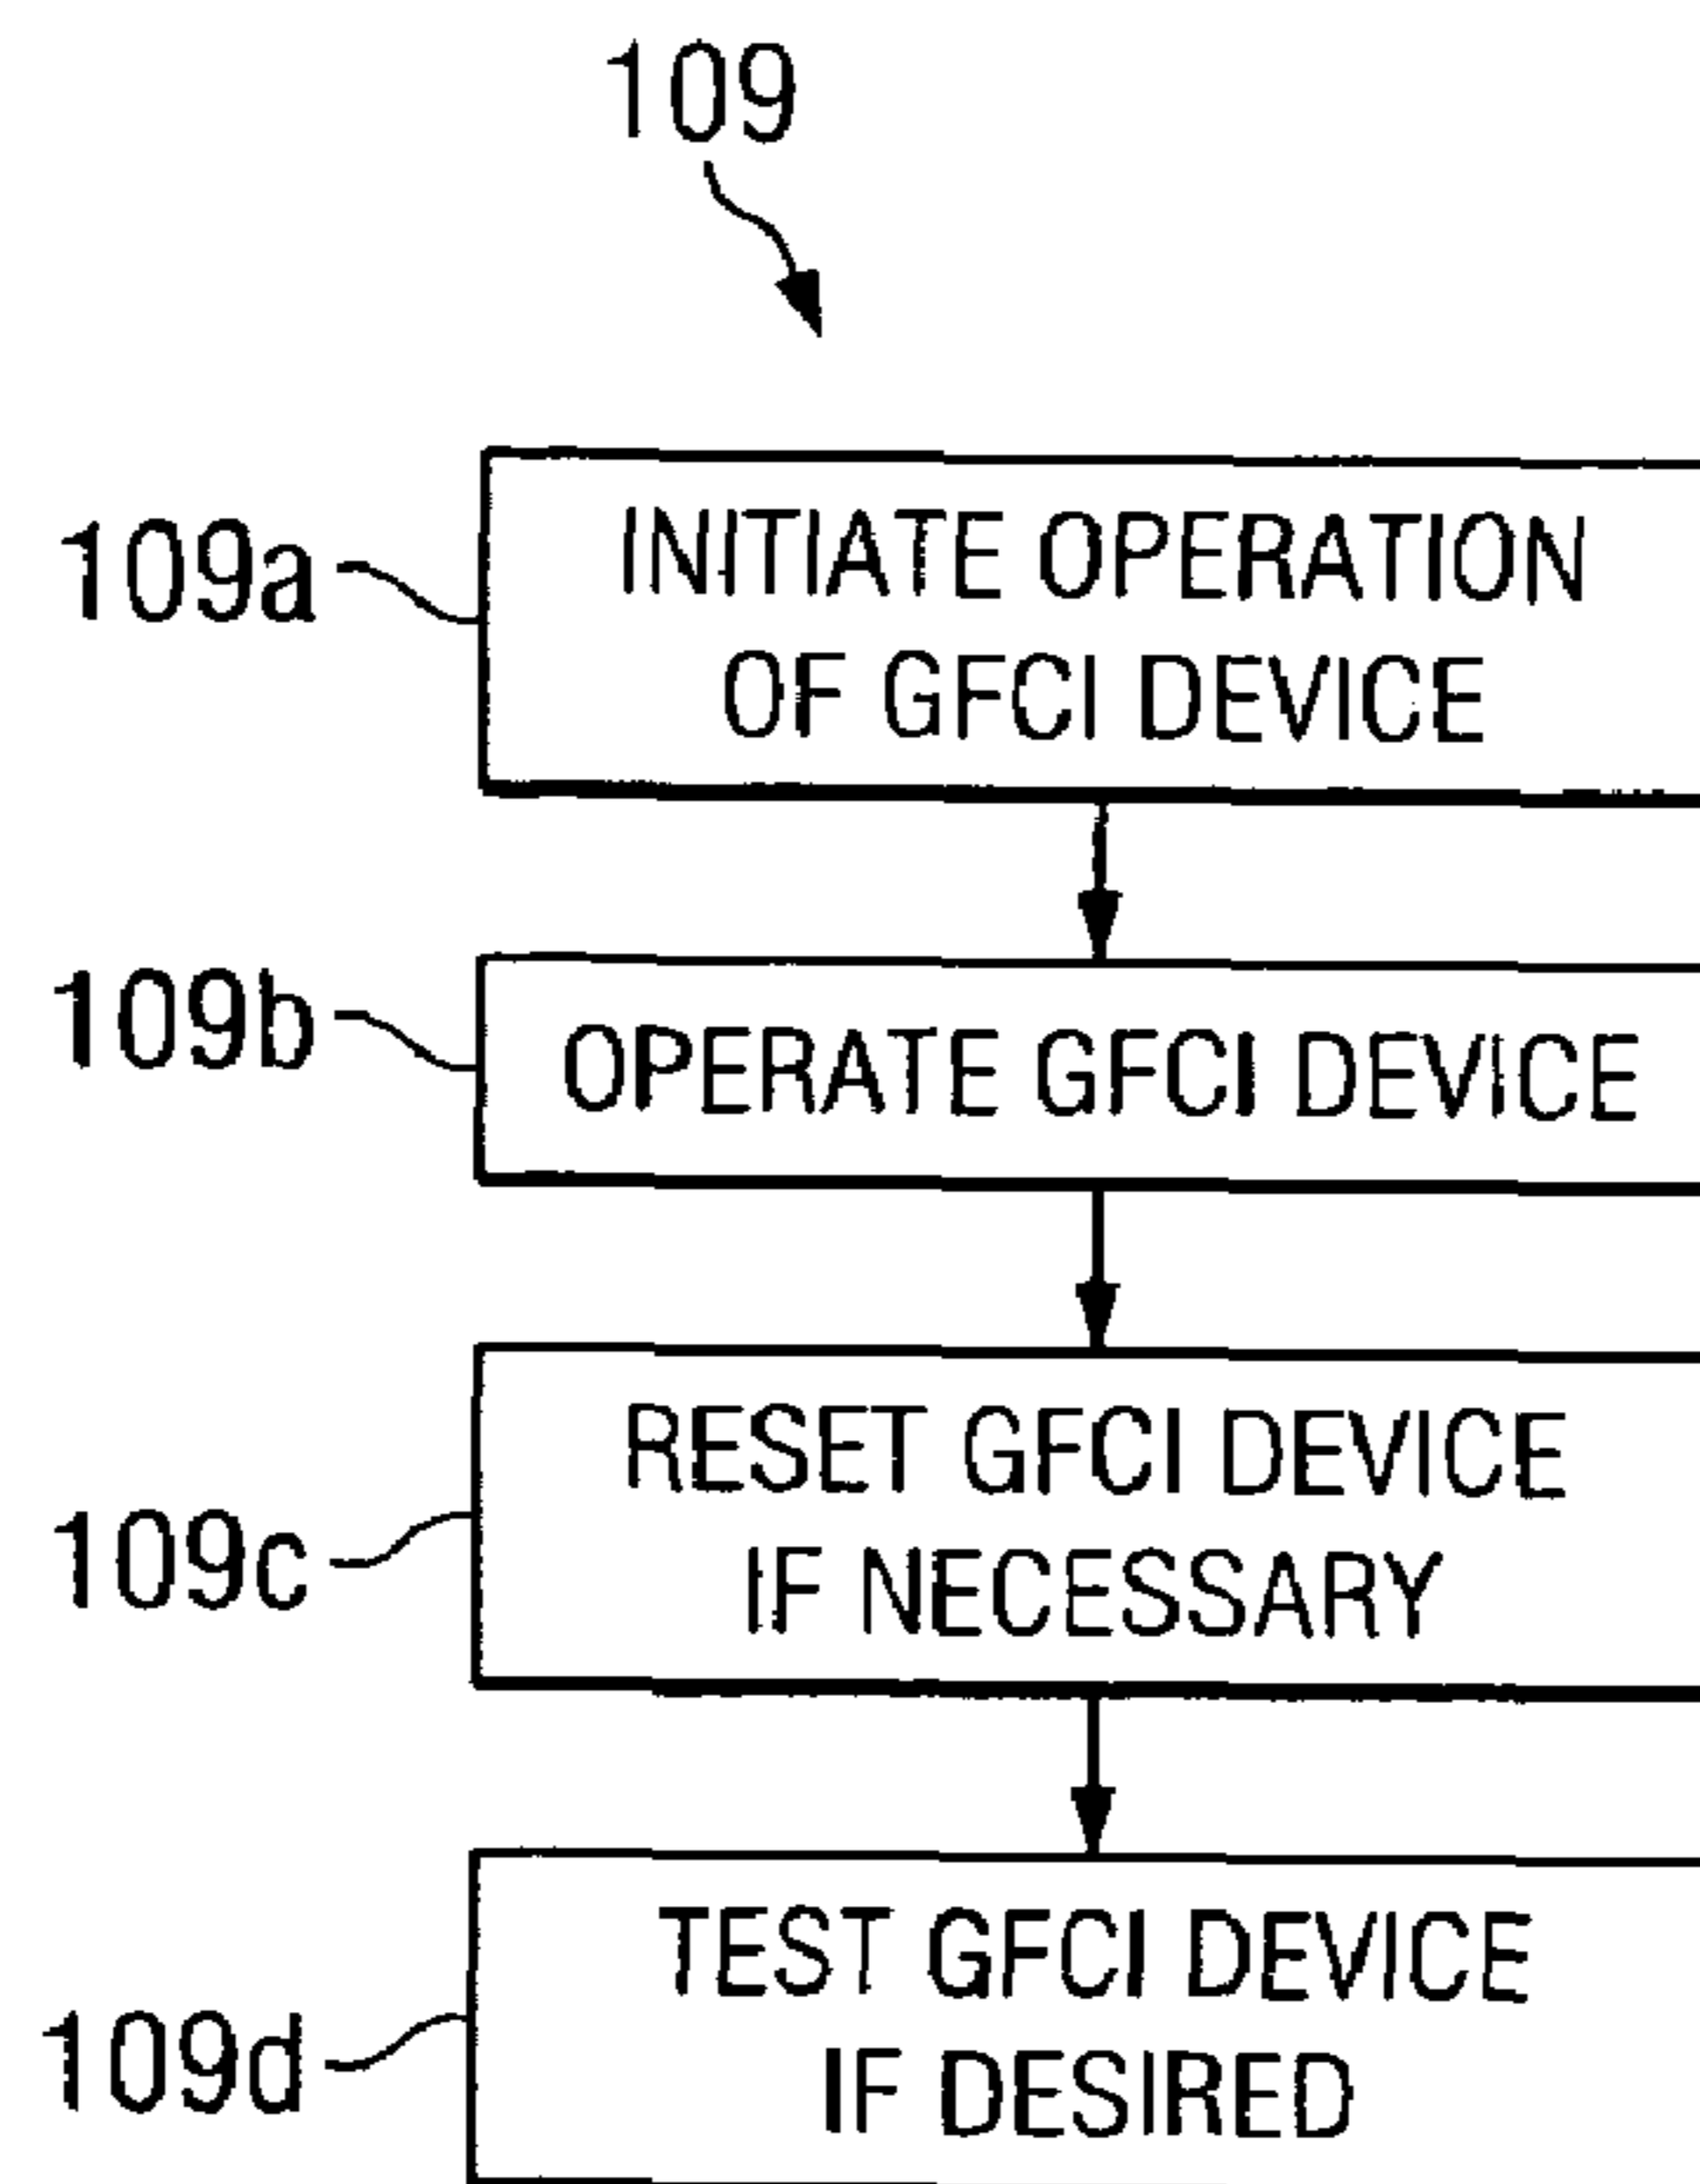 109
109a
INITIATE OPERATION
OF GFCI DEVICE
109b
OPERATE GFCI DEVICE
109c
RESET GFCI DEVICE
IF NECESSARY
109d
TEST GFCI DEVICE
IF DESIRED